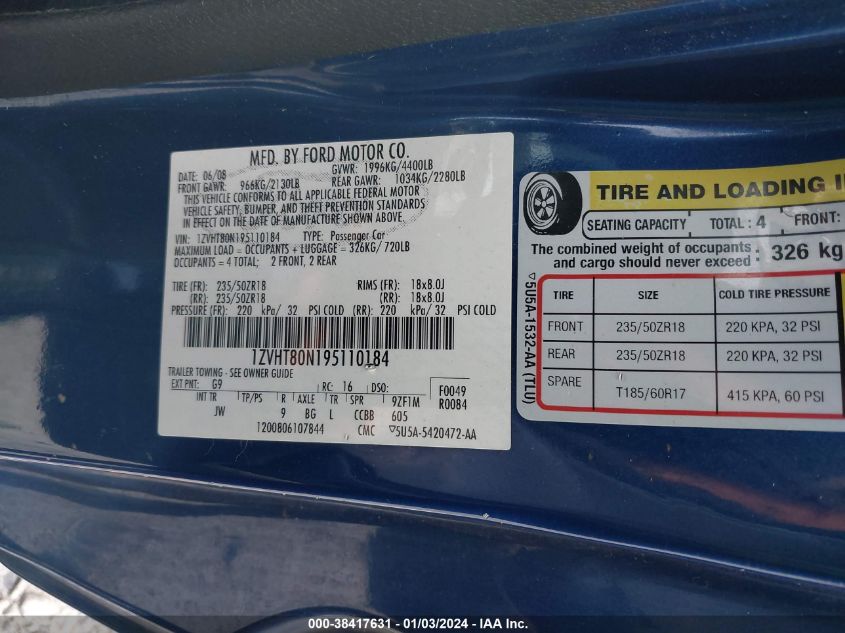 MFD. BY FORD MOTOR CO.
DATE: 06/08 GVWR: 1996KG/4400LB
FRONT GAWR: 966KG/2130LB REAR GAWR: 1034KG/2280LB
THIS VEHICLE CONFORMS TO ALL APPLICABLE FEDERAL MOTOR
VEHICLE SAFETY, BUMPER, AND THEFT PREVENTION STANDARDS
IN EFFECT ON THE DATE OF MANUFACTURE SHOWN ABOVE.
VIN: 1ZVHT80N195110184 TYPE: Passenger Car
MAXIMUM LOAD = OCCUPANTS + LUGGAGE = 326KG/720LB
OCCUPANTS = 4 TOTAL; 2 FRONT, 2 REAR
TIRE (FR): 235/50ZR18 RIMS (FR): 18x8.0J
(RR): 235/50ZR18 (RR): 18x8.0J
PRESSURE (FR): 220 kPa/ 32 PSI COLD (RR): 220 kPa/ 32 PSI COLD
1ZVHT80N195110184
TRAILER TOWING - SEE OWNER GUIDE
EXT PNT: G9 RC: 16 DSO: F0049
INT TR TP/PS R AXLE TR SPR 9ZF1M R0084
JW 9 BG L CCBB 605
1200806107844 CMC ▽5U5A-5420472-AA
TIRE AND LOADING I
SEATING CAPACITY TOTAL : 4 FRONT:
The combined weight of occupants
and cargo should never exceed : 326 kg
TIRE SIZE COLD TIRE PRESSURE
FRONT 235/50ZR18 220 KPA, 32 PSI
REAR 235/50ZR18 220 KPA, 32 PSI
SPARE T185/60R17 415 KPA, 60 PSI
▽5U5A-1532-AA (TLU)
000-38417631 - 01/03/2024 - IAA Inc.